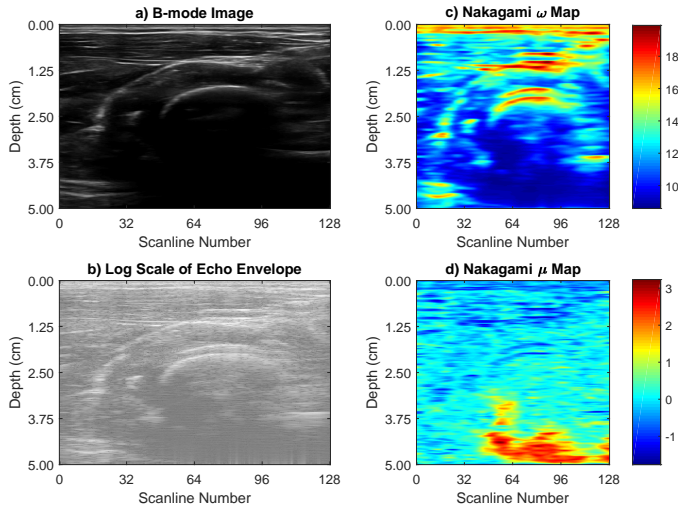 a) B-mode Image
0.00
1.25
2.50
3.75
5.00
Depth (cm)
0 32 64 96 128
Scanline Number
c) Nakagami ω Map
0.00
1.25
2.50
3.75
5.00
Depth (cm)
0 32 64 96 128
Scanline Number
18
16
14
12
10
b) Log Scale of Echo Envelope
0.00
1.25
2.50
3.75
5.00
Depth (cm)
0 32 64 96 128
Scanline Number
d) Nakagami μ Map
0.00
1.25
2.50
3.75
5.00
Depth (cm)
0 32 64 96 128
Scanline Number
3
2
1
0
-1